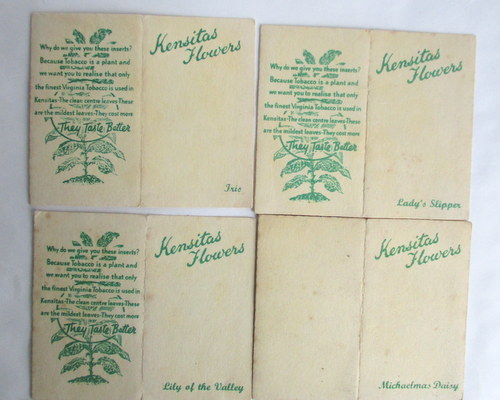 Why do we give you these inserts?
Because Tobacco is a plant and
we want you to realise that only
the finest Virginia Tobacco is used in
Kensitas-The clean centre leaves-These
are the mildest leaves-They cost more
They Taste Better
Kensitas
Flowers
Iris
Why do we give you these inserts?
Because Tobacco is a plant and
we want you to realise that only
the finest Virginia Tobacco is used in
Kensitas-The clean centre leaves-These
are the mildest leaves-They cost more
They Taste Better
Kensitas
Flowers
Lady's Slipper
Why do we give you these inserts?
Because Tobacco is a plant and
we want you to realise that only
the finest Virginia Tobacco is used in
Kensitas-The clean centre leaves-These
are the mildest leaves-They cost more
They Taste Better
Kensitas
Flowers
Lily of the Valley
Kensitas
Flowers
Michaelmas Daisy